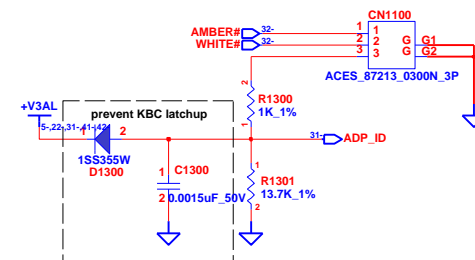 CN1100
AMBER# 32- 1 1
WHITE# 32- 2 2 G G1
3 3 G G2
ACES_87213_0300N_3P
2
R1300
1K_1%
1
+V3AL
prevent KBC latchup
5-,22-,31-,41-,42-
1 2
31- ADP_ID
1SS355W
D1300
1 C1300
2 0.0015uF_50V
1
R1301
13.7K_1%
2